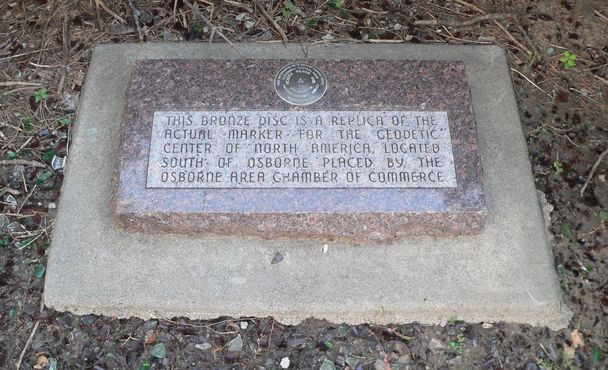 THIS BRONZE DISC IS A REPLICA OF THE
ACTUAL MARKER FOR THE "GEODETIC"
CENTER OF NORTH AMERICA, LOCATED
SOUTH OF OSBORNE PLACED BY THE
OSBORNE AREA CHAMBER OF COMMERCE